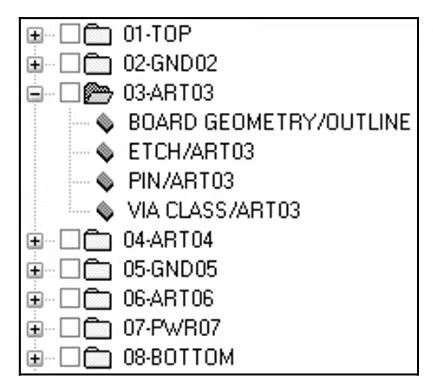 01-TOP
02-GND02
03-ART03
BOARD GEOMETRY/OUTLINE
ETCH/ART03
PIN/ART03
VIA CLASS/ART03
04-ART04
05-GND05
06-ART06
07-PWR07
08-BOTTOM